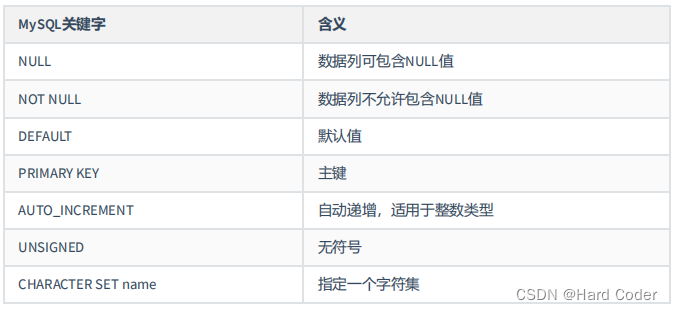 MySQL关键字 含义
NULL 数据列可包含NULL值
NOT NULL 数据列不允许包含NULL值
DEFAULT 默认值
PRIMARY KEY 主键
AUTO_INCREMENT 自动递增，适用于整数类型
UNSIGNED 无符号
CHARACTER SET name 指定一个字符集
CSDN @Hard Coder